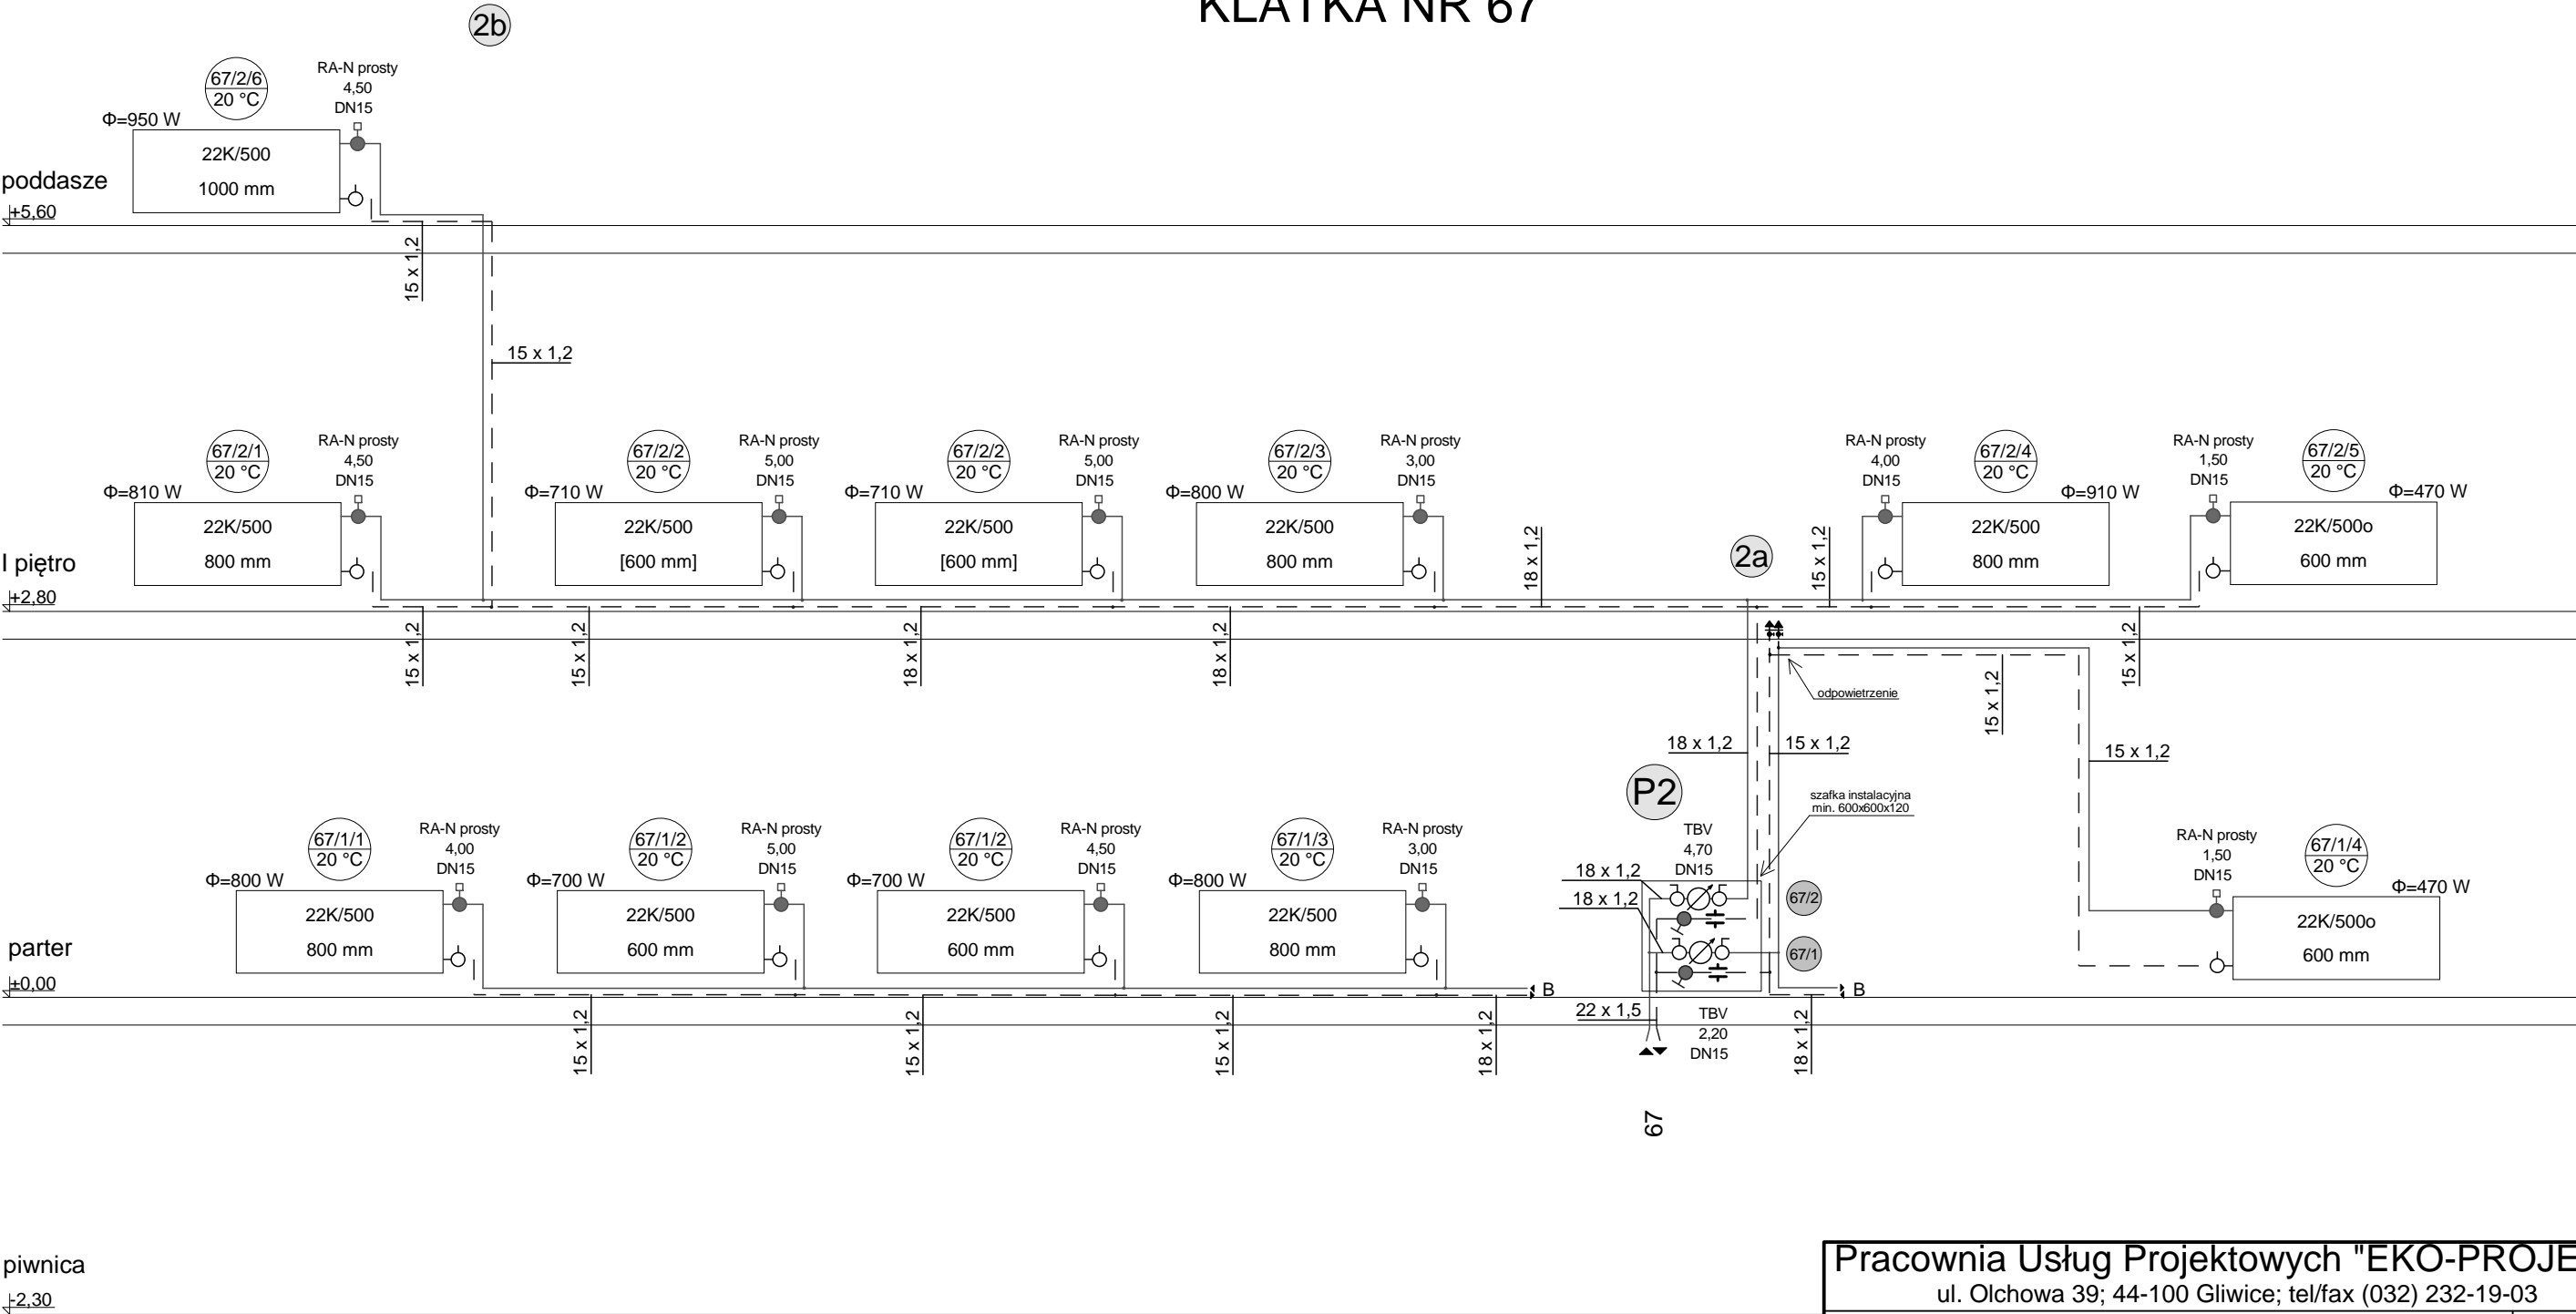 KLATKA NR 67
2b
67/2/6
20 °C
RA-N prosty
4,50
DN15
Φ=950 W
22K/500
1000 mm
poddasze
+5,60
15 x 1,2
15 x 1,2
67/2/1
20 °C
RA-N prosty
4,50
DN15
Φ=810 W
22K/500
800 mm
67/2/2
20 °C
RA-N prosty
5,00
DN15
Φ=710 W
22K/500
[600 mm]
67/2/2
20 °C
RA-N prosty
5,00
DN15
Φ=710 W
22K/500
[600 mm]
67/2/3
20 °C
RA-N prosty
3,00
DN15
Φ=800 W
22K/500
800 mm
18 x 1,2
2a
15 x 1,2
RA-N prosty
4,00
DN15
67/2/4
20 °C
Φ=910 W
22K/500
800 mm
RA-N prosty
1,50
DN15
67/2/5
20 °C
Φ=470 W
22K/500o
600 mm
I piętro
+2,80
15 x 1,2
15 x 1,2
18 x 1,2
18 x 1,2
15 x 1,2
odpowietrzenie
15 x 1,2
18 x 1,2
15 x 1,2
15 x 1,2
P2
szafka instalacyjna
min. 600x600x120
67/1/1
20 °C
RA-N prosty
4,00
DN15
Φ=800 W
22K/500
800 mm
67/1/2
20 °C
RA-N prosty
5,00
DN15
Φ=700 W
22K/500
600 mm
67/1/2
20 °C
RA-N prosty
4,50
DN15
Φ=700 W
22K/500
600 mm
67/1/3
20 °C
RA-N prosty
3,00
DN15
Φ=800 W
22K/500
800 mm
TBV
4,70
DN15
18 x 1,2
18 x 1,2
67/2
67/1
RA-N prosty
1,50
DN15
67/1/4
20 °C
Φ=470 W
22K/500o
600 mm
parter
±0,00
B
B
15 x 1,2
15 x 1,2
15 x 1,2
18 x 1,2
22 x 1,5
TBV
2,20
DN15
18 x 1,2
67
piwnica
-2,30
Pracownia Usług Projektowych "EKO-PROJE
ul. Olchowa 39; 44-100 Gliwice; tel/fax (032) 232-19-03